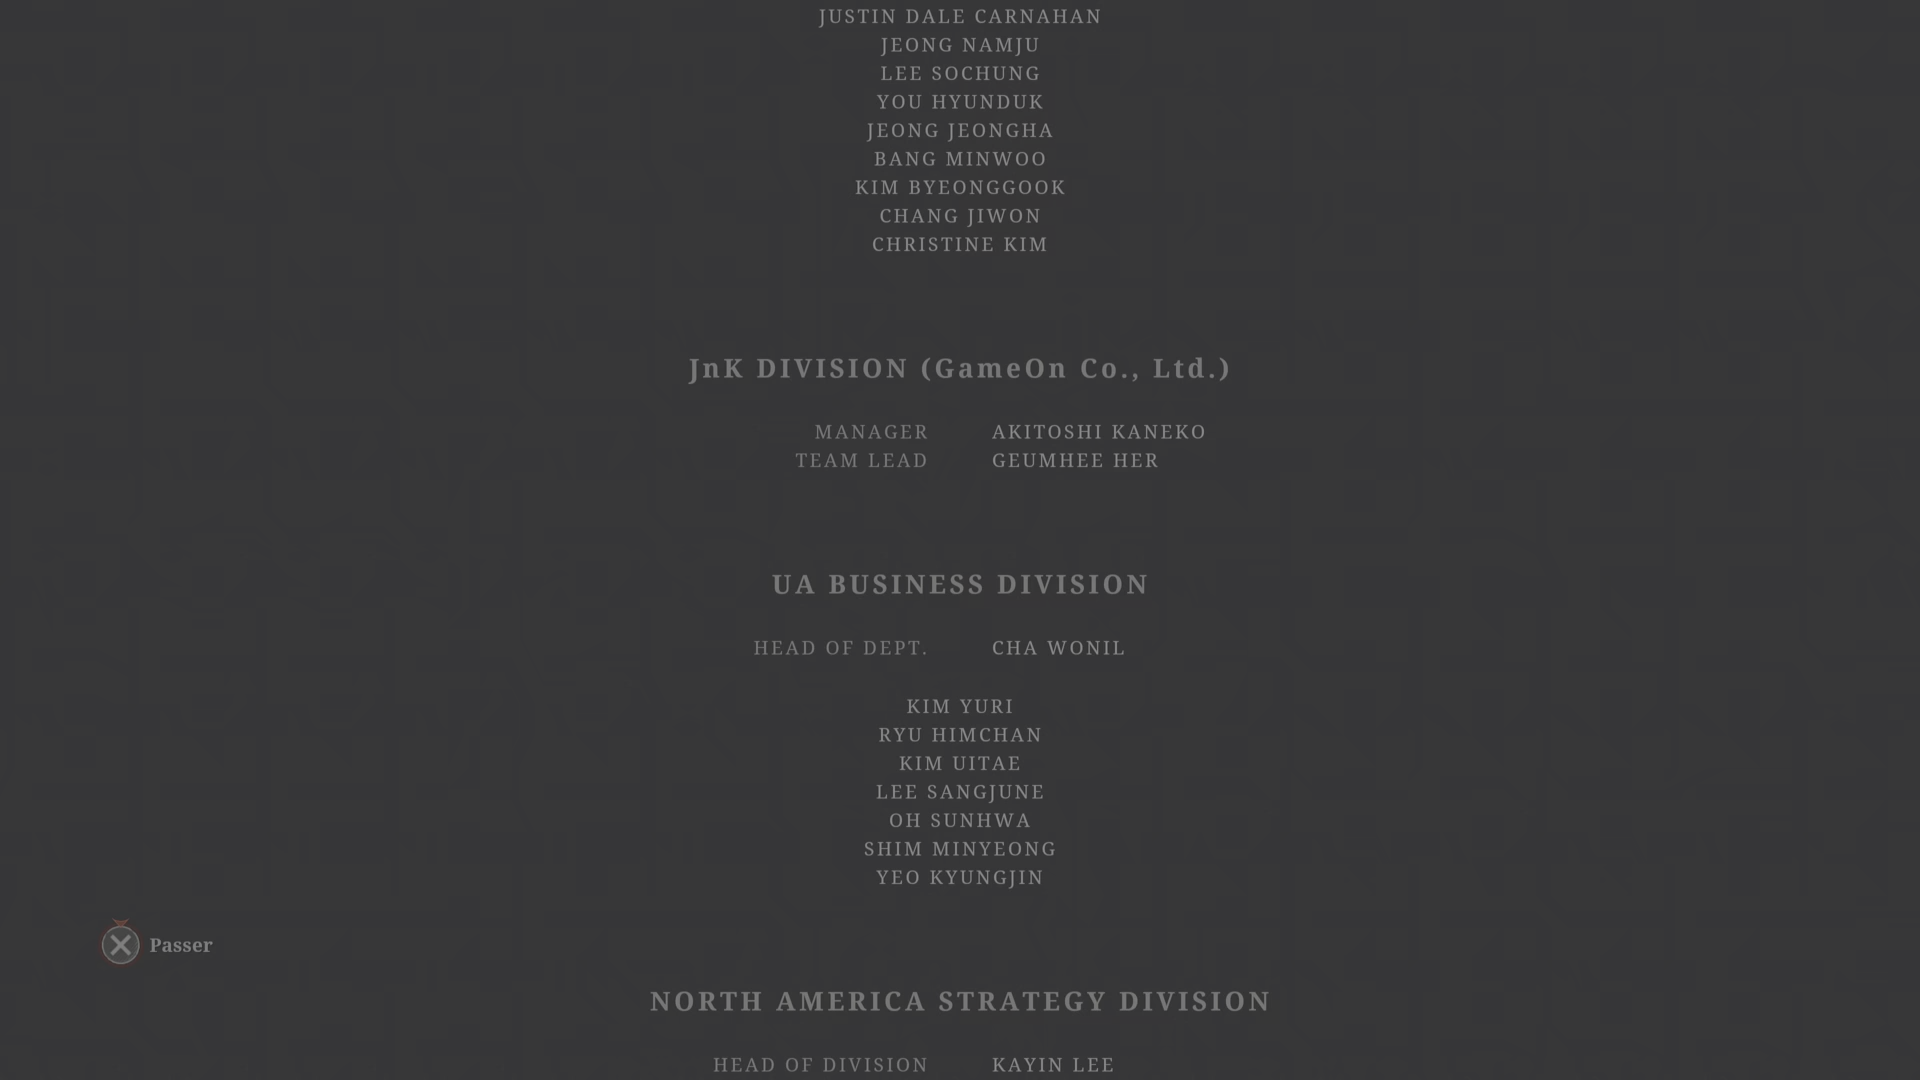 JUSTIN DALE CARNAHAN
JEONG NAMJU
LEE SOCHUNG
YOU HYUNDUK
JEONG JEONGHA
BANG MINWOO
KIM BYEONGGOOK
CHANG JIWON
CHRISTINE KIM
JnK DIVISION (GameOn Co., Ltd.)
MANAGER AKITOSHI KANEKO
TEAM LEAD GEUMHEE HER
UA BUSINESS DIVISION
HEAD OF DEPT. CHA WONIL
KIM YURI
RYU HIMCHAN
KIM UITAE
LEE SANGJUNE
OH SUNHWA
SHIM MINYEONG
YEO KYUNGJIN
Passer
NORTH AMERICA STRATEGY DIVISION
HEAD OF DIVISION KAYIN LEE